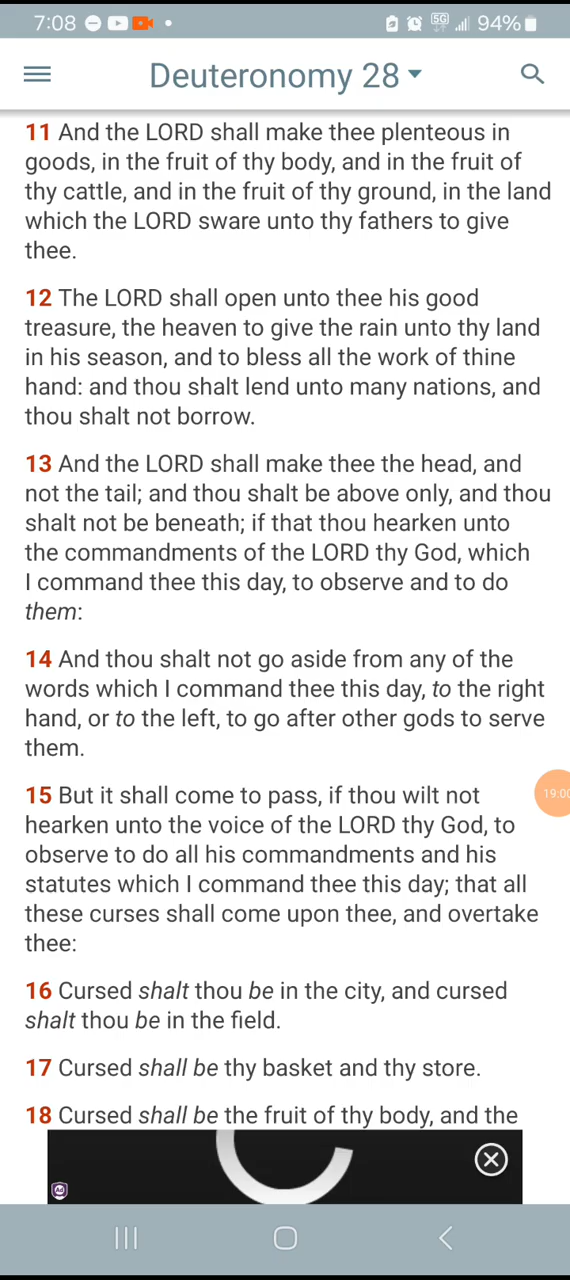 7:08
5G
94%
Deuteronomy 28
11 And the LORD shall make thee plenteous in
goods, in the fruit of thy body, and in the fruit of
thy cattle, and in the fruit of thy ground, in the land
which the LORD sware unto thy fathers to give
thee.
12 The LORD shall open unto thee his good
treasure, the heaven to give the rain unto thy land
in his season, and to bless all the work of thine
hand: and thou shalt lend unto many nations, and
thou shalt not borrow.
13 And the LORD shall make thee the head, and
not the tail; and thou shalt be above only, and thou
shalt not be beneath; if that thou hearken unto
the commandments of the LORD thy God, which
I command thee this day, to observe and to do
them:
14 And thou shalt not go aside from any of the
words which I command thee this day, to the right
hand, or to the left, to go after other gods to serve
them.
15 But it shall come to pass, if thou wilt not
hearken unto the voice of the LORD thy God, to
observe to do all his commandments and his
statutes which I command thee this day; that all
these curses shall come upon thee, and overtake
thee:
19:00
16 Cursed shalt thou be in the city, and cursed
shalt thou be in the field.
17 Cursed shall be thy basket and thy store.
18 Cursed shall be the fruit of thy body, and the
Ad